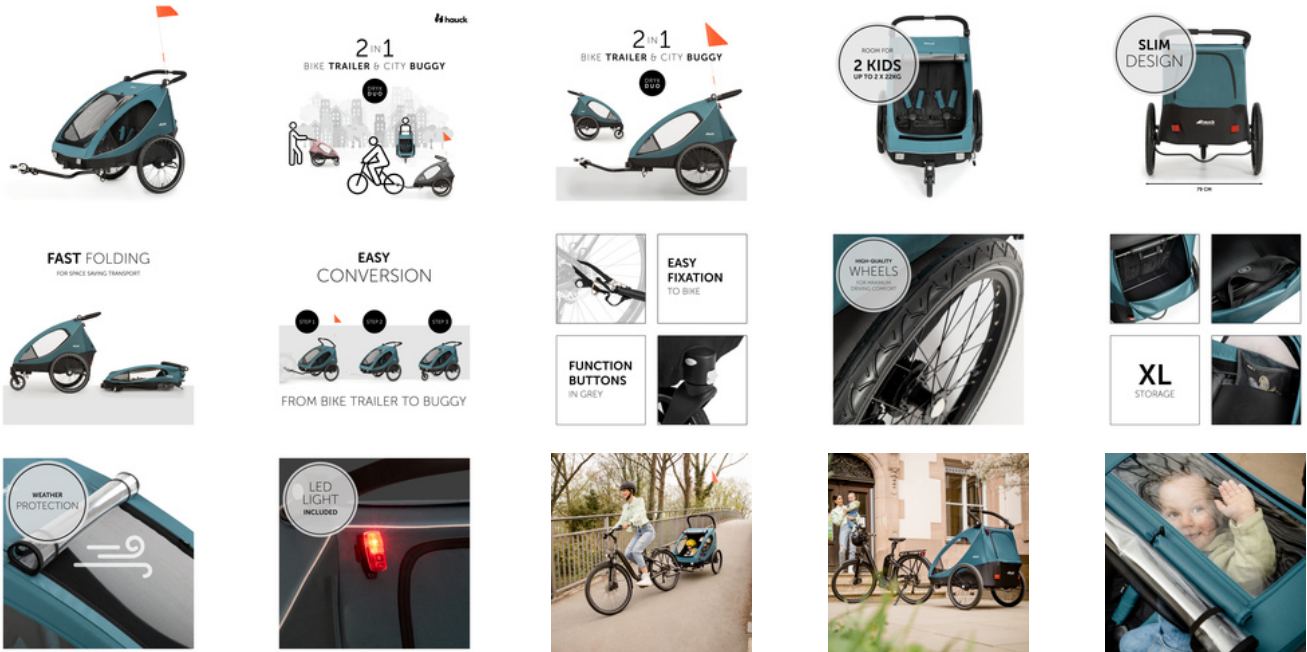 hauck
2 IN 1
BIKE TRAILER & CITY BUGGY
DRYK
DUO
2 IN 1
BIKE TRAILER & CITY BUGGY
DRYK
DUO
ROOM FOR
2 KIDS
UP TO 2 X 22KG
SLIM
DESIGN
hauck
79 CM
FAST FOLDING
FOR SPACE SAVING TRANSPORT
EASY
CONVERSION
STEP 1
STEP 2
STEP 3
FROM BIKE TRAILER TO BUGGY
EASY
FIXATION
TO BIKE
FUNCTION
BUTTONS
IN GREY
HIGH-QUALITY
WHEELS
FOR MAXIMUM
DRIVING COMFORT
XL
STORAGE
WEATHER
PROTECTION
LED
LIGHT
INCLUDED
hauck